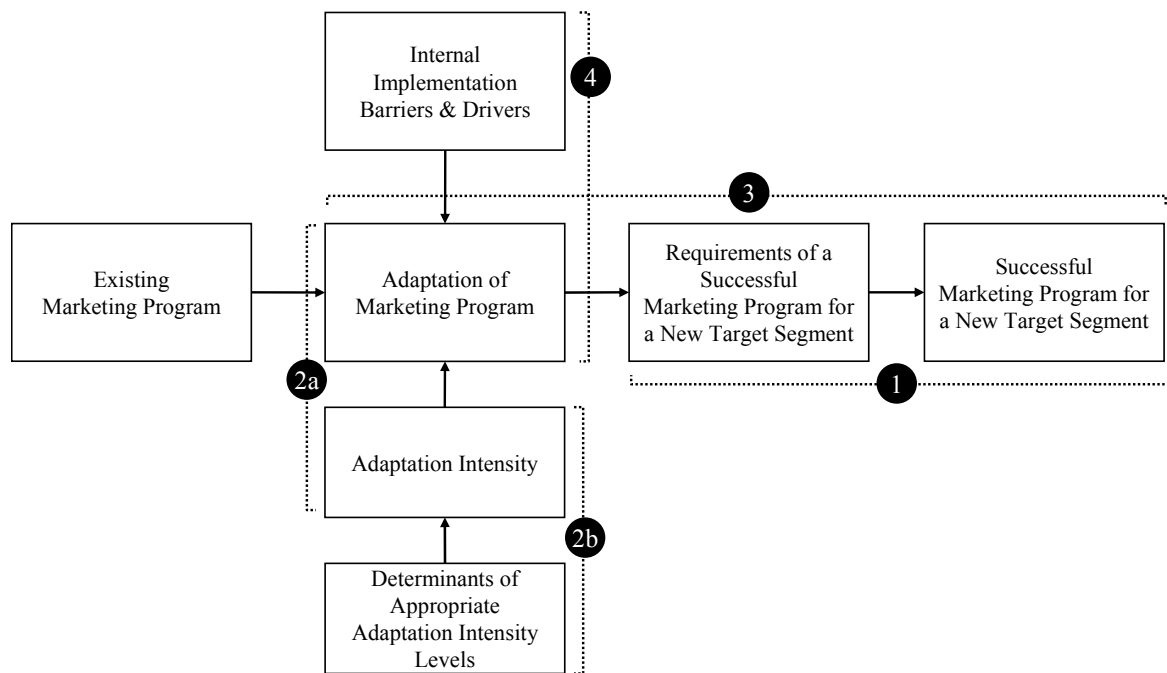 Internal
Implementation
Barriers & Drivers
4
3
Existing
Marketing Program
Adaptation of
Marketing Program
Requirements of a
Successful
Marketing Program for
a New Target Segment
Successful
Marketing Program for
a New Target Segment
2a
1
Adaptation Intensity
2b
Determinants of
Appropriate
Adaptation Intensity
Levels